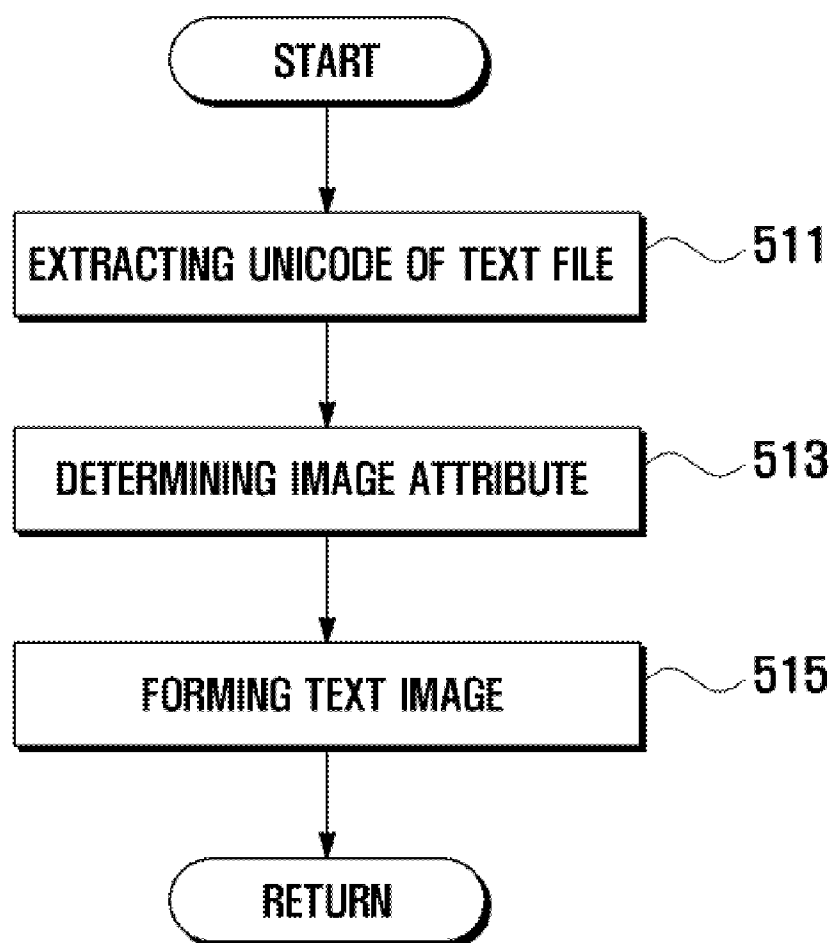 START
EXTRACTING UNICODE OF TEXT FILE
511
DETERMINING IMAGE ATTRIBUTE
513
FORMING TEXT IMAGE
515
RETURN